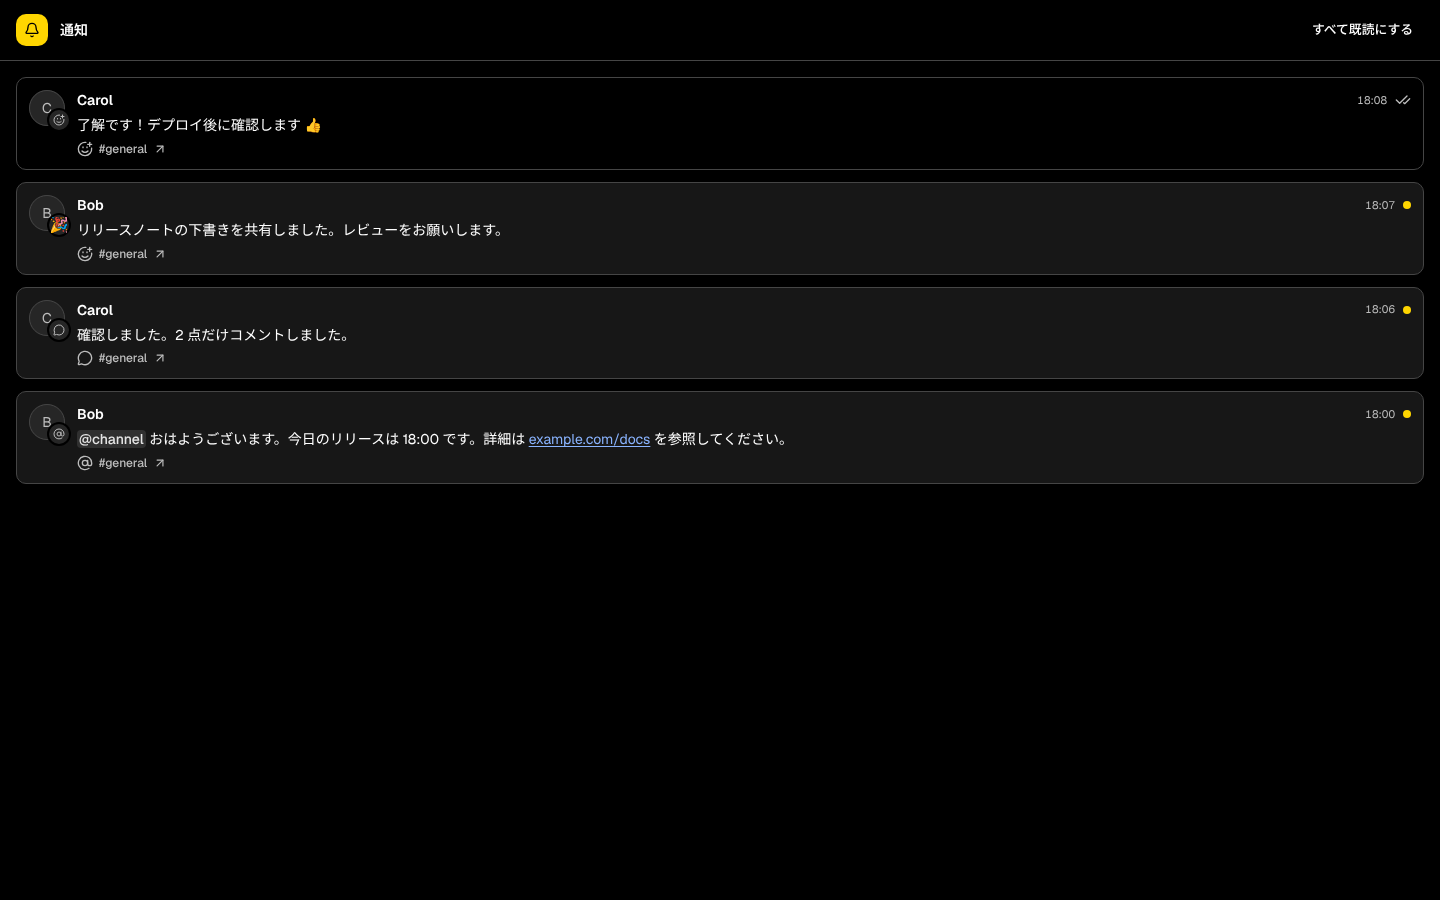 通知
すべて既読にする
C
Carol
18:08
了解です！デプロイ後に確認します 👍
#general
B
Bob
18:07
リリースノートの下書きを共有しました。レビューをお願いします。
#general
C
Carol
18:06
確認しました。2 点だけコメントしました。
#general
B
Bob
18:00
@channel おはようございます。今日のリリースは 18:00 です。詳細は example.com/docs を参照してください。
#general